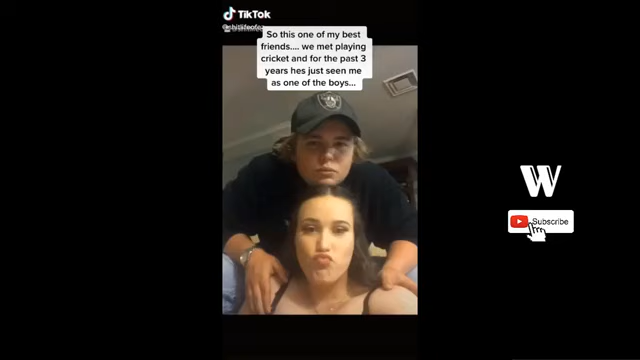 TikTok
So this one of my best
friends.... we met playing
cricket and for the past 3
years hes just seen me
as one of the boys...
W
Subscribe